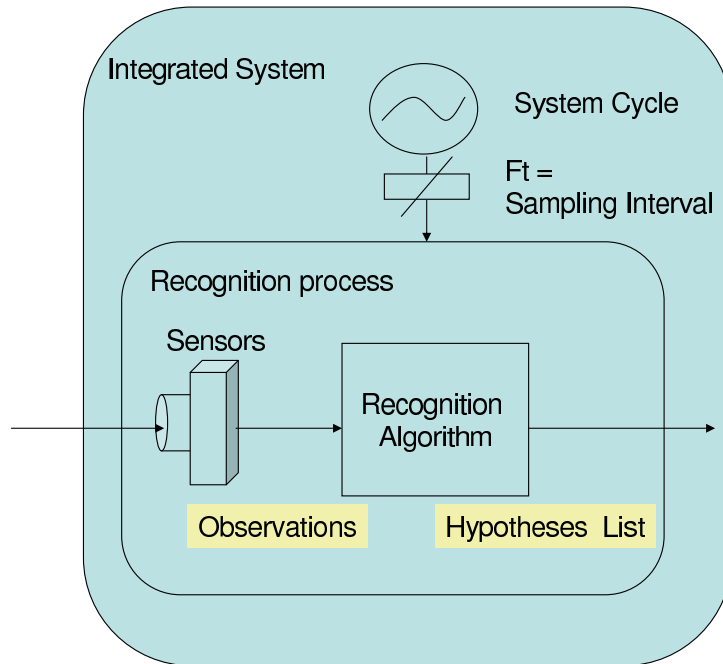 Integrated System
System Cycle
Ft =
Sampling Interval
Recognition process
Sensors
Recognition
Algorithm
Observations
Hypotheses List